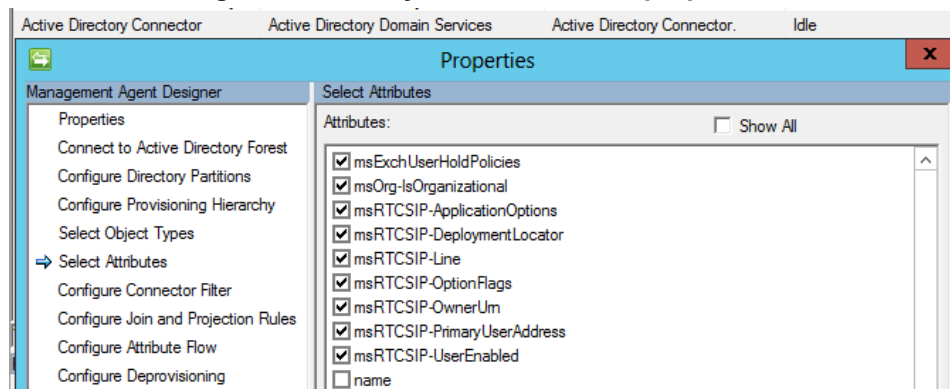 Active Directory Connector Active Directory Domain Services Active Directory Connector. Idle
Properties
x
Management Agent Designer
Properties
Connect to Active Directory Forest
Configure Directory Partitions
Configure Provisioning Hierarchy
Select Object Types
Select Attributes
Configure Connector Filter
Configure Join and Projection Rules
Configure Attribute Flow
Configure Deprovisioning
Select Attributes
Attributes: Show All
msExchUserHoldPolicies
msOrg-IsOrganizational
msRTCSIP-ApplicationOptions
msRTCSIP-DeploymentLocator
msRTCSIP-Line
msRTCSIP-OptionFlags
msRTCSIP-OwnerUrn
msRTCSIP-PrimaryUserAddress
msRTCSIP-UserEnabled
name